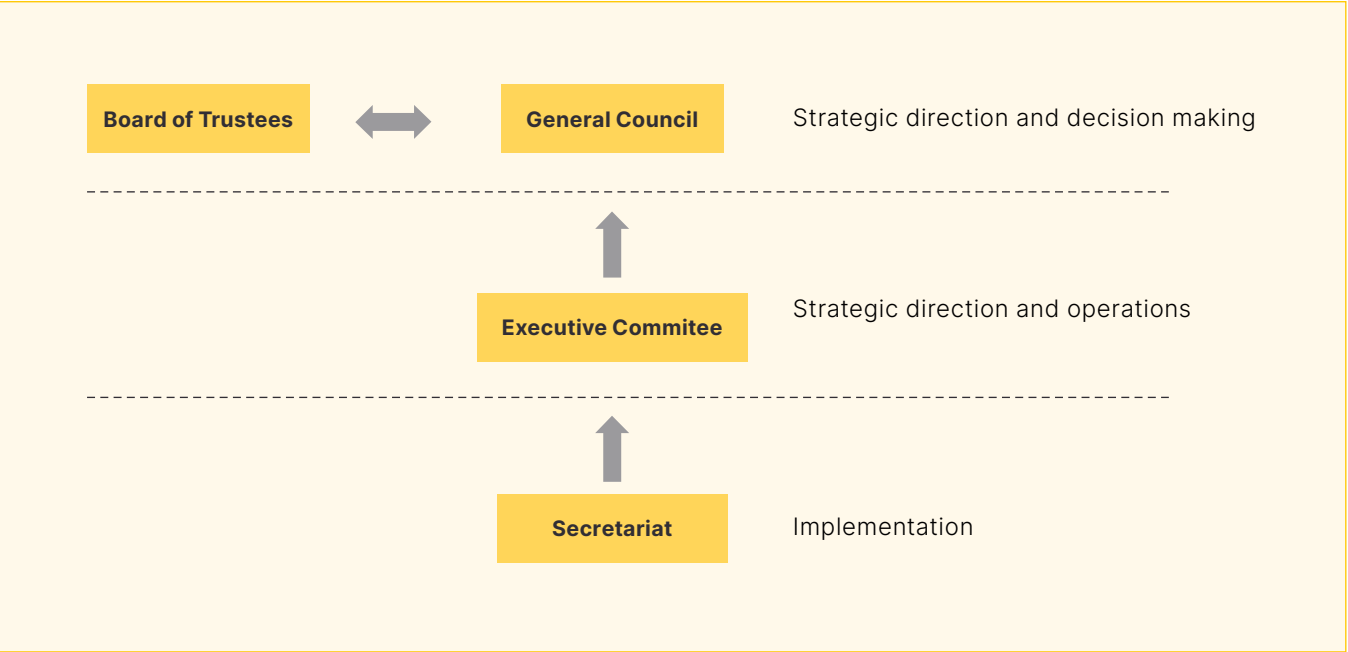 Board of Trustees
General Council
Strategic direction and decision making
Executive Commitee
Strategic direction and operations
Secretariat
Implementation